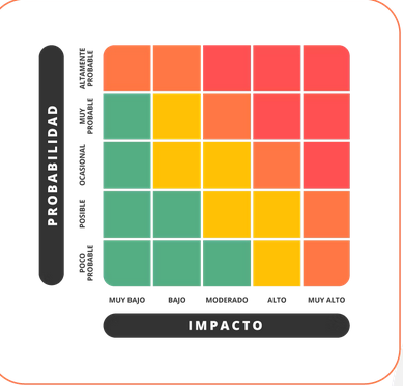 PROBABILIDAD
ALTAMENTE
PROBABLE
MUY
PROBABLE
OCASIONAL
POSIBLE
POCO
PROBABLE
MUY BAJO
BAJO
MODERADO
ALTO
MUY ALTO
IMPACTO